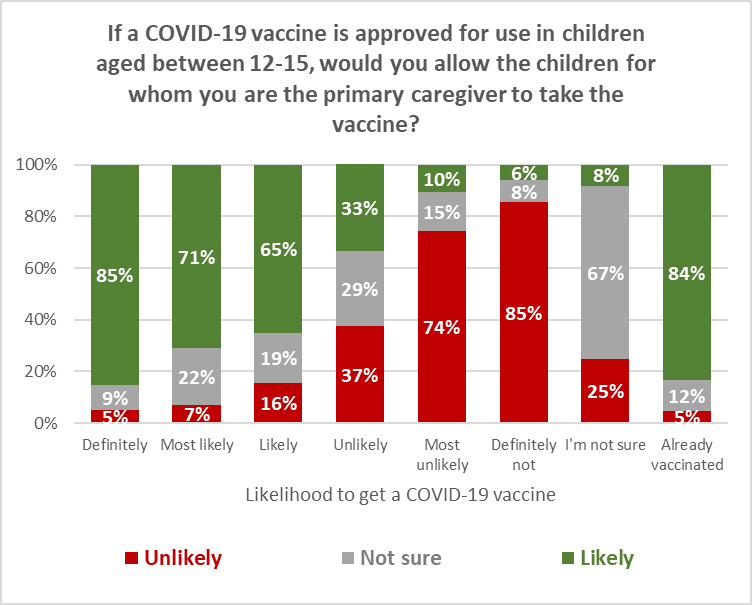 If a COVID-19 vaccine is approved for use in children
aged between 12-15, would you allow the children for
whom you are the primary caregiver to take the
vaccine?
100%
80%
60%
40%
20%
0%
85%
9%
5%
71%
22%
7%
65%
19%
16%
33%
29%
37%
10%
15%
74%
6%
8%
85%
8%
67%
25%
84%
12%
5%
Definitely
Most likely
Likely
Unlikely
Most
unlikely
Definitely
not
I'm not sure
Already
vaccinated
Likelihood to get a COVID-19 vaccine
Unlikely
Not sure
Likely